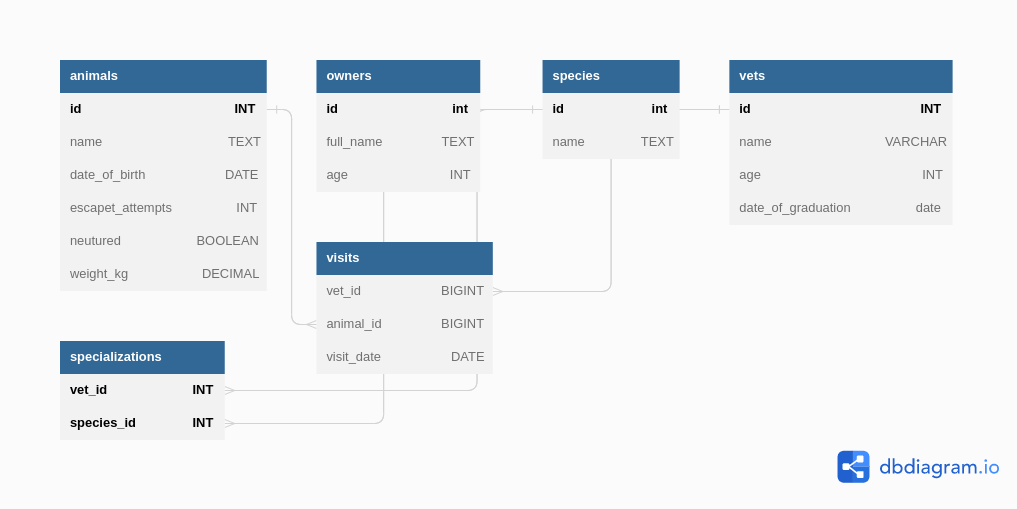 animals
id INT
name TEXT
date_of_birth DATE
escapet_attempts INT
neutured BOOLEAN
weight_kg DECIMAL
owners
id int
full_name TEXT
age INT
species
id int
name TEXT
vets
id INT
name VARCHAR
age INT
date_of_graduation date
visits
vet_id BIGINT
animal_id BIGINT
visit_date DATE
specializations
vet_id INT
species_id INT
dbdiagram.io